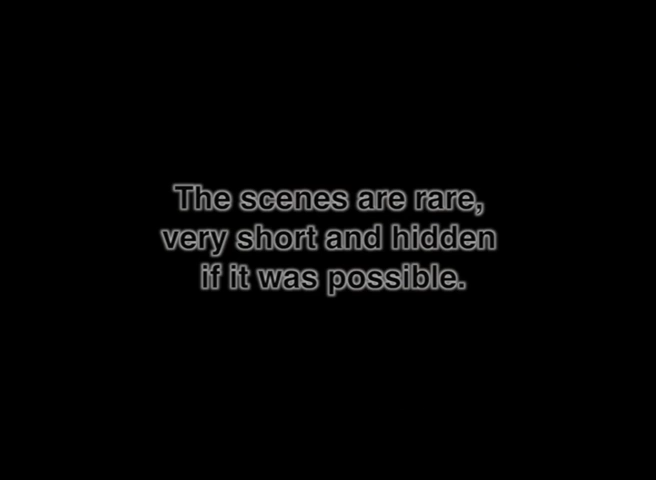 The scenes are rare,
very short and hidden
if it was possible.